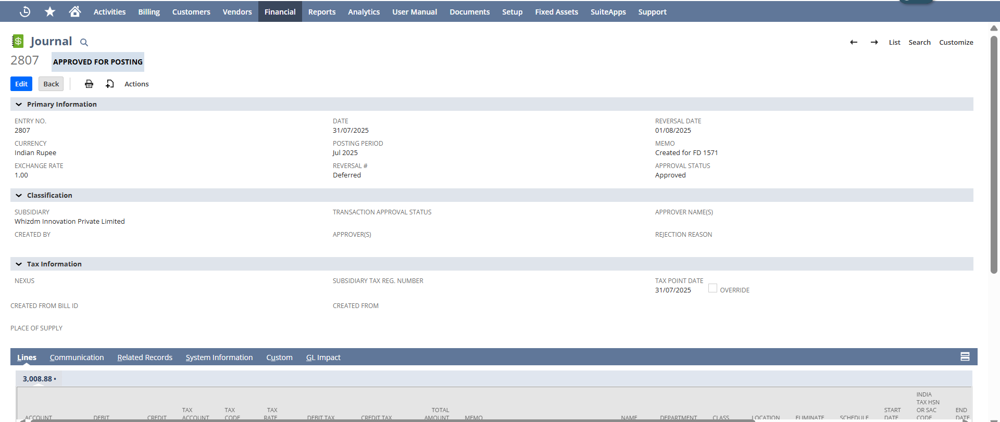 Activities Billing Customers Vendors Financial Reports Analytics User Manual Documents Setup Fixed Assets SuiteApps Support
Journal
List Search Customize
2807 APPROVED FOR POSTING
Edit Back Actions
Primary Information
ENTRY NO. DATE REVERSAL DATE
2807 31/07/2025 01/08/2025
CURRENCY POSTING PERIOD MEMO
Indian Rupee Jul 2025 Created for FD 1571
EXCHANGE RATE REVERSAL # APPROVAL STATUS
1.00 Deferred Approved
Classification
SUBSIDIARY TRANSACTION APPROVAL STATUS APPROVER NAME(S)
Whizdm Innovation Private Limited
CREATED BY APPROVER(S) REJECTION REASON
Tax Information
NEXUS SUBSIDIARY TAX REG. NUMBER TAX POINT DATE
31/07/2025 OVERRIDE
CREATED FROM BILL ID CREATED FROM
PLACE OF SUPPLY
Lines Communication Related Records System Information Custom GL Impact
3,008.88 •
INDIA
TAX HSN
TAX TAX TAX TOTAL START OR SAC END
ACCOUNT DEBIT CREDIT ACCOUNT CODE RATE DEBIT TAX CREDIT TAX AMOUNT MEMO NAME DEPARTMENT CLASS LOCATION ELIMINATE SCHEDULE DATE CODE DATE